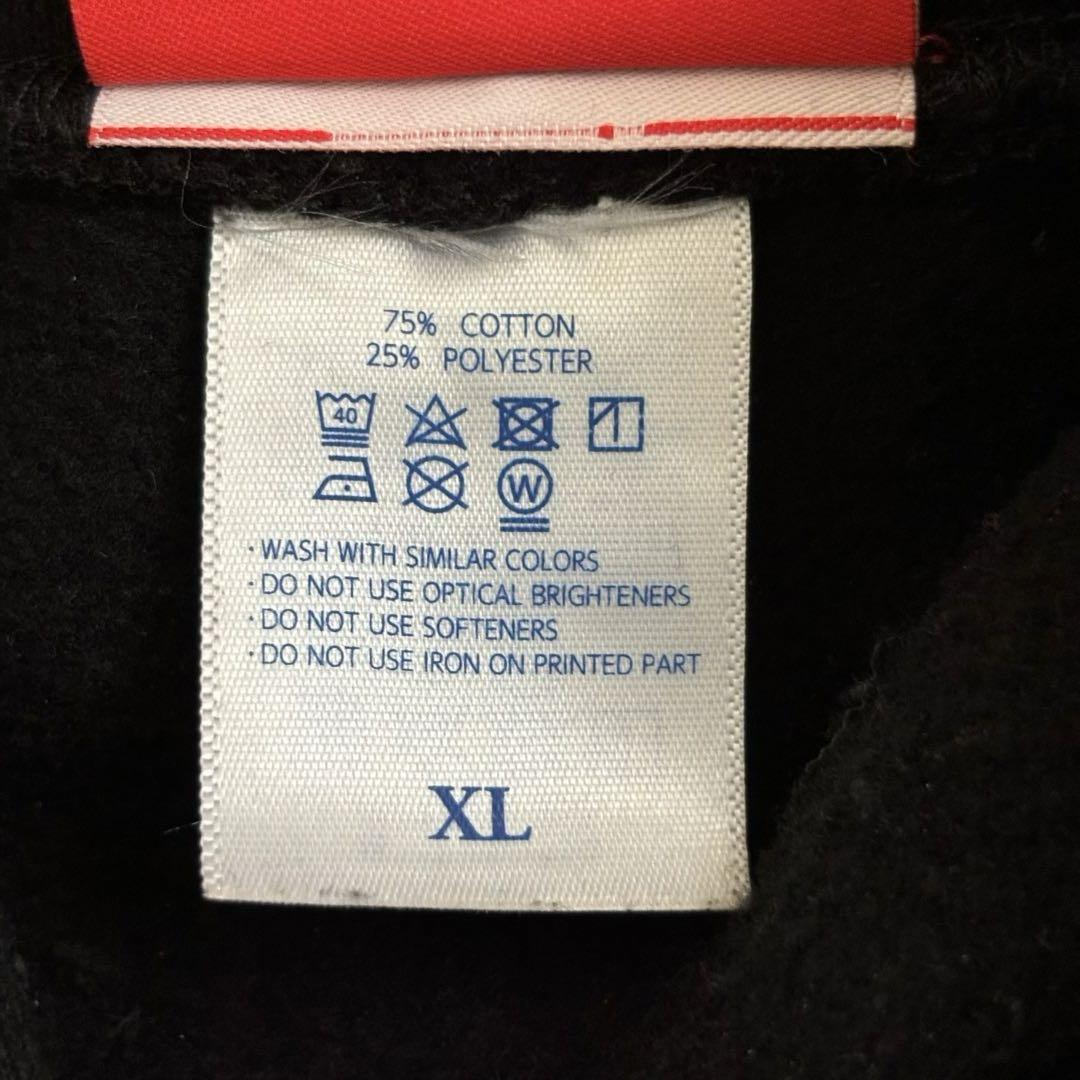 75% COTTON
25% POLYESTER
40
W
·WASH WITH SIMILAR COLORS
·DO NOT USE OPTICAL BRIGHTENERS
·DO NOT USE SOFTENERS
·DO NOT USE IRON ON PRINTED PART
XL